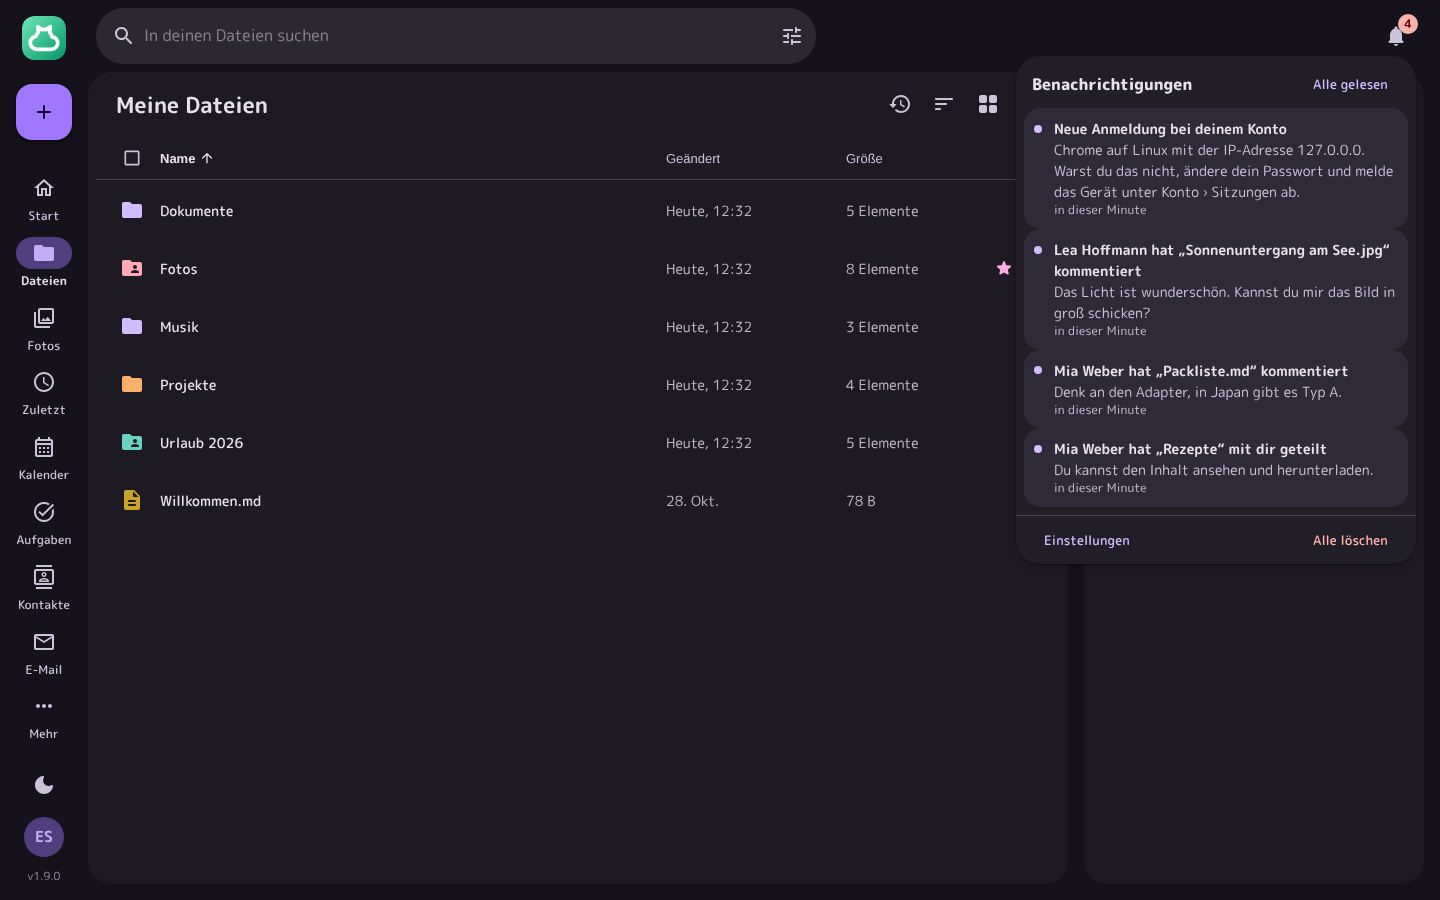 In deinen Dateien suchen
4
Start
Dateien
Fotos
Zuletzt
Kalender
Aufgaben
Kontakte
E-Mail
Mehr
ES
v1.9.0
Meine Dateien
Name Geändert Größe
Dokumente Heute, 12:32 5 Elemente
Fotos Heute, 12:32 8 Elemente
Musik Heute, 12:32 3 Elemente
Projekte Heute, 12:32 4 Elemente
Urlaub 2026 Heute, 12:32 5 Elemente
Willkommen.md 28. Okt. 78 B
Benachrichtigungen Alle gelesen
Neue Anmeldung bei deinem Konto
Chrome auf Linux mit der IP-Adresse 127.0.0.0.
Warst du das nicht, ändere dein Passwort und melde
das Gerät unter Konto › Sitzungen ab.
in dieser Minute
Lea Hoffmann hat „Sonnenuntergang am See.jpg“
kommentiert
Das Licht ist wunderschön. Kannst du mir das Bild in
groß schicken?
in dieser Minute
Mia Weber hat „Packliste.md“ kommentiert
Denk an den Adapter, in Japan gibt es Typ A.
in dieser Minute
Mia Weber hat „Rezepte“ mit dir geteilt
Du kannst den Inhalt ansehen und herunterladen.
in dieser Minute
Einstellungen Alle löschen